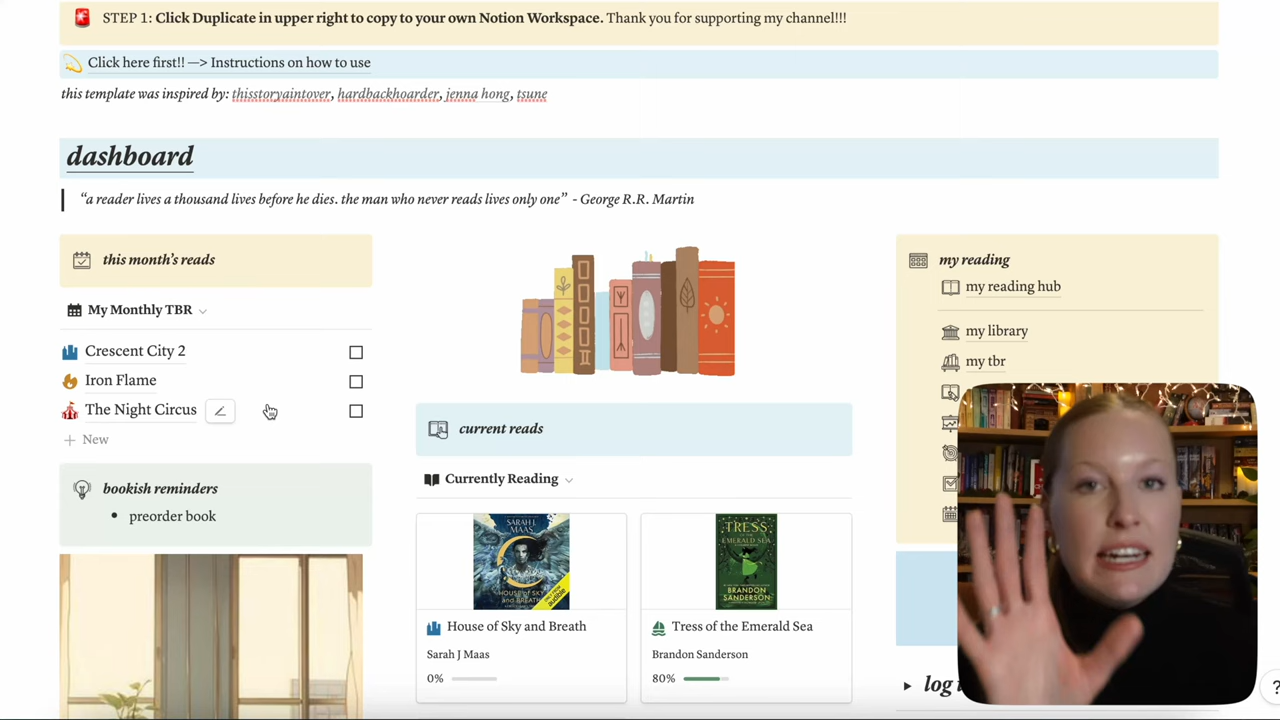 STEP 1: Click Duplicate in upper right to copy to your own Notion Workspace. Thank you for supporting my channel!!!
Click here first!! —> Instructions on how to use
this template was inspired by: thisstoryaintover, hardbackhoarder, jenna hong, tsune
dashboard
“a reader lives a thousand lives before he dies. the man who never reads lives only one” - George R.R. Martin
this month's reads
My Monthly TBR
Crescent City 2
Iron Flame
The Night Circus
+ New
bookish reminders
• preorder book
current reads
Currently Reading
SARAH J.
MAAS
HOUSE OF SKY
AND BREATH
House of Sky and Breath
Sarah J Maas
0%
TRESS
OF THE
EMERALD SEA
BRANDON
SANDERSON
Tress of the Emerald Sea
Brandon Sanderson
80%
my reading
my reading hub
my library
my tbr
log
?